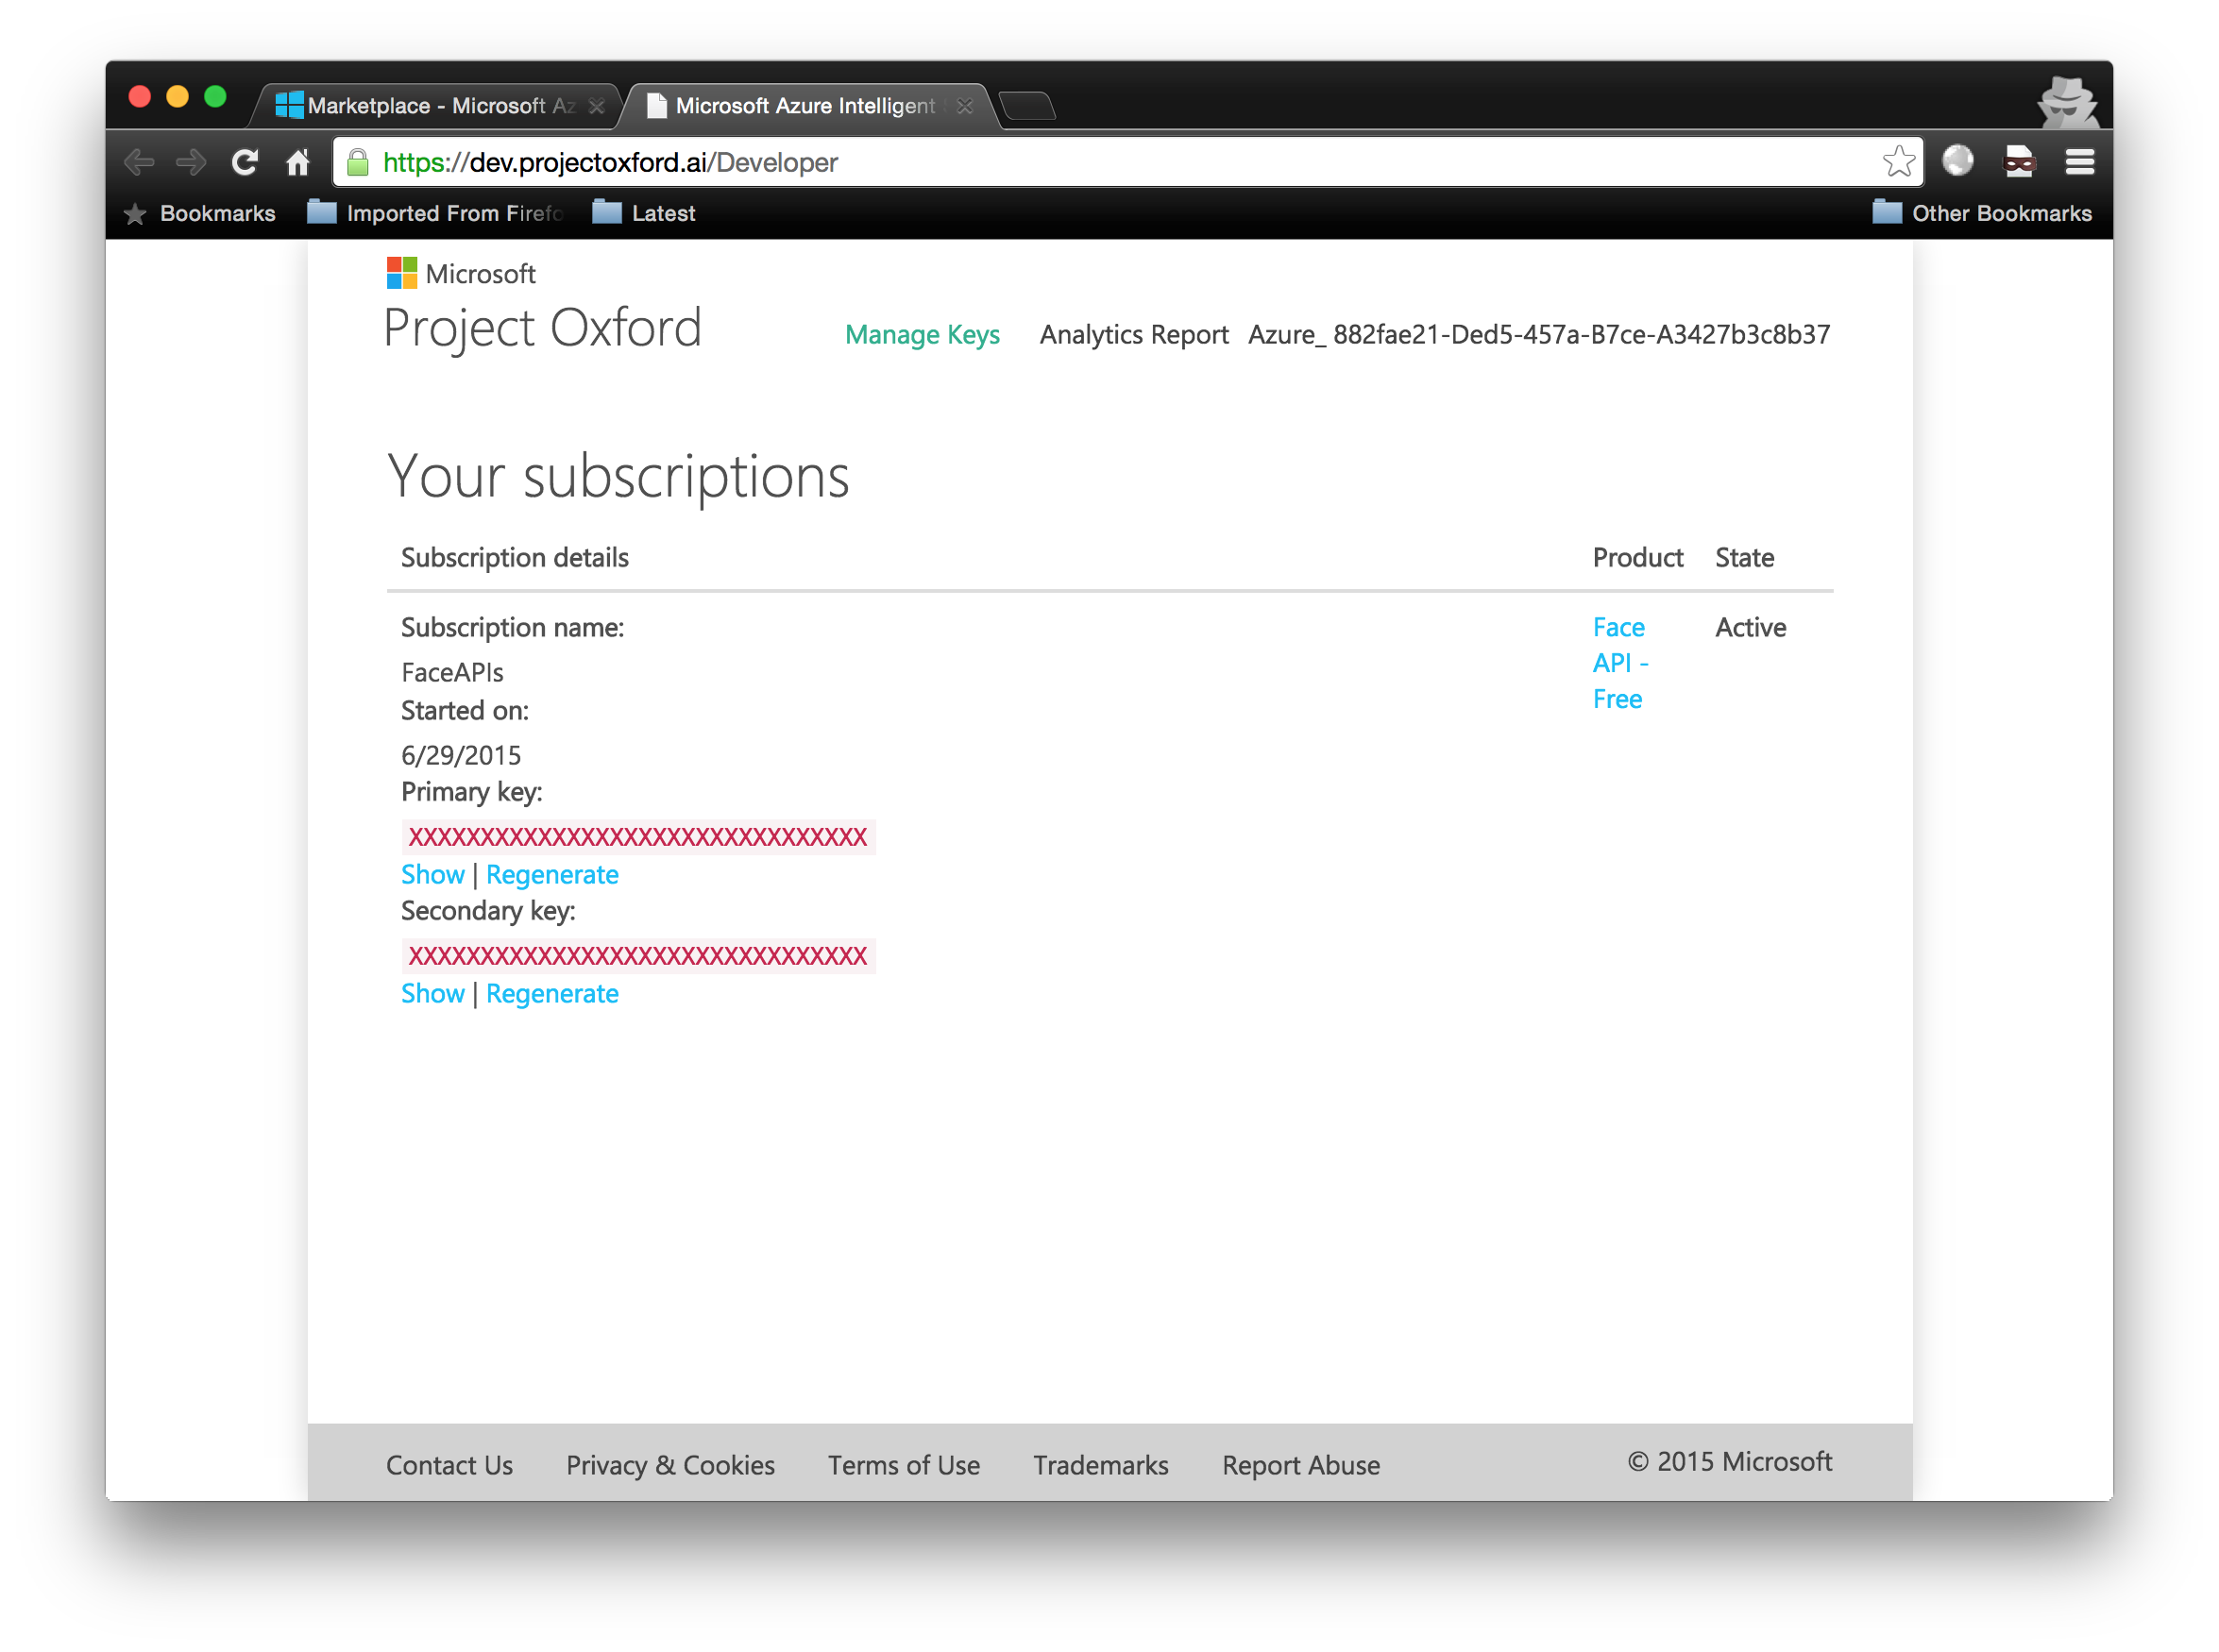 Marketplace - Microsoft Az
Microsoft Azure Intelligent
https://dev.projectoxford.ai/Developer
Bookmarks Imported From Firefo Latest Other Bookmarks
Microsoft
Project Oxford Manage Keys Analytics Report Azure_ 882fae21-Ded5-457a-B7ce-A3427b3c8b37
Your subscriptions
Subscription details Product State
Subscription name: Face Active
API -
FaceAPIs
Free
Started on:
6/29/2015
Primary key:
XXXXXXXXXXXXXXXXXXXXXXXXXXXXXXXX
Show | Regenerate
Secondary key:
XXXXXXXXXXXXXXXXXXXXXXXXXXXXXXXX
Show | Regenerate
Contact Us Privacy & Cookies Terms of Use Trademarks Report Abuse © 2015 Microsoft